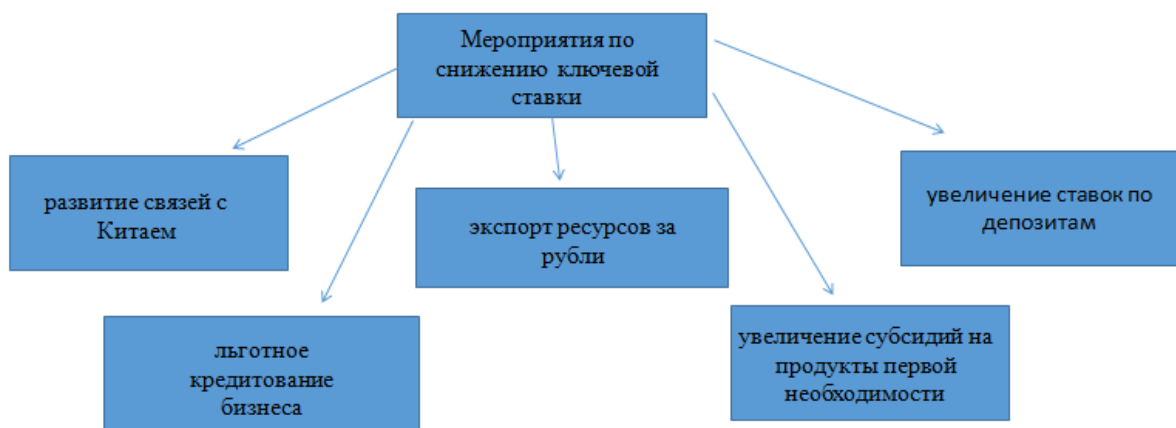 Мероприятия по
снижению ключевой
ставки
развитие связей с
Китаем
экспорт ресурсов за
рубли
увеличение ставок по
депозитам
льготное
кредитование
бизнеса
увеличение субсидий на
продукты первой
необходимости